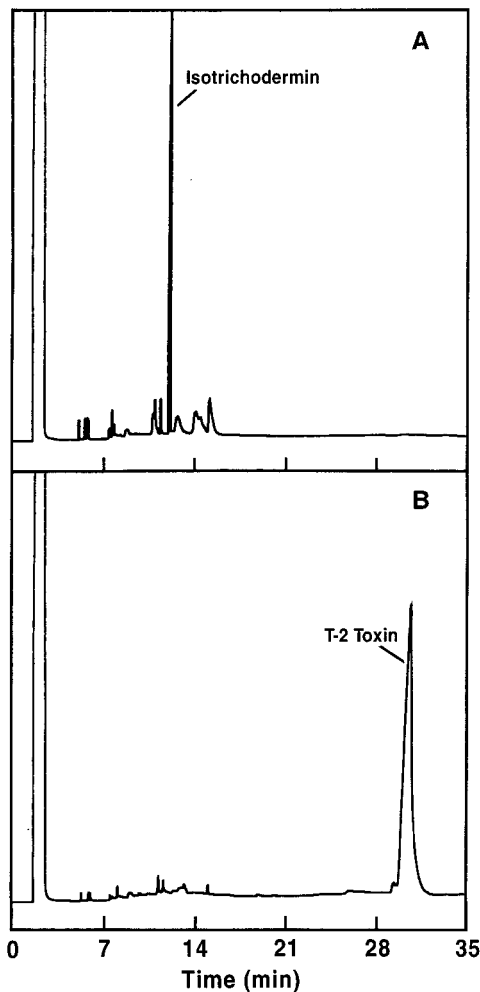 A
Isotrichodermin
B
T-2 Toxin
0 7 14 21 28 35
Time (min)